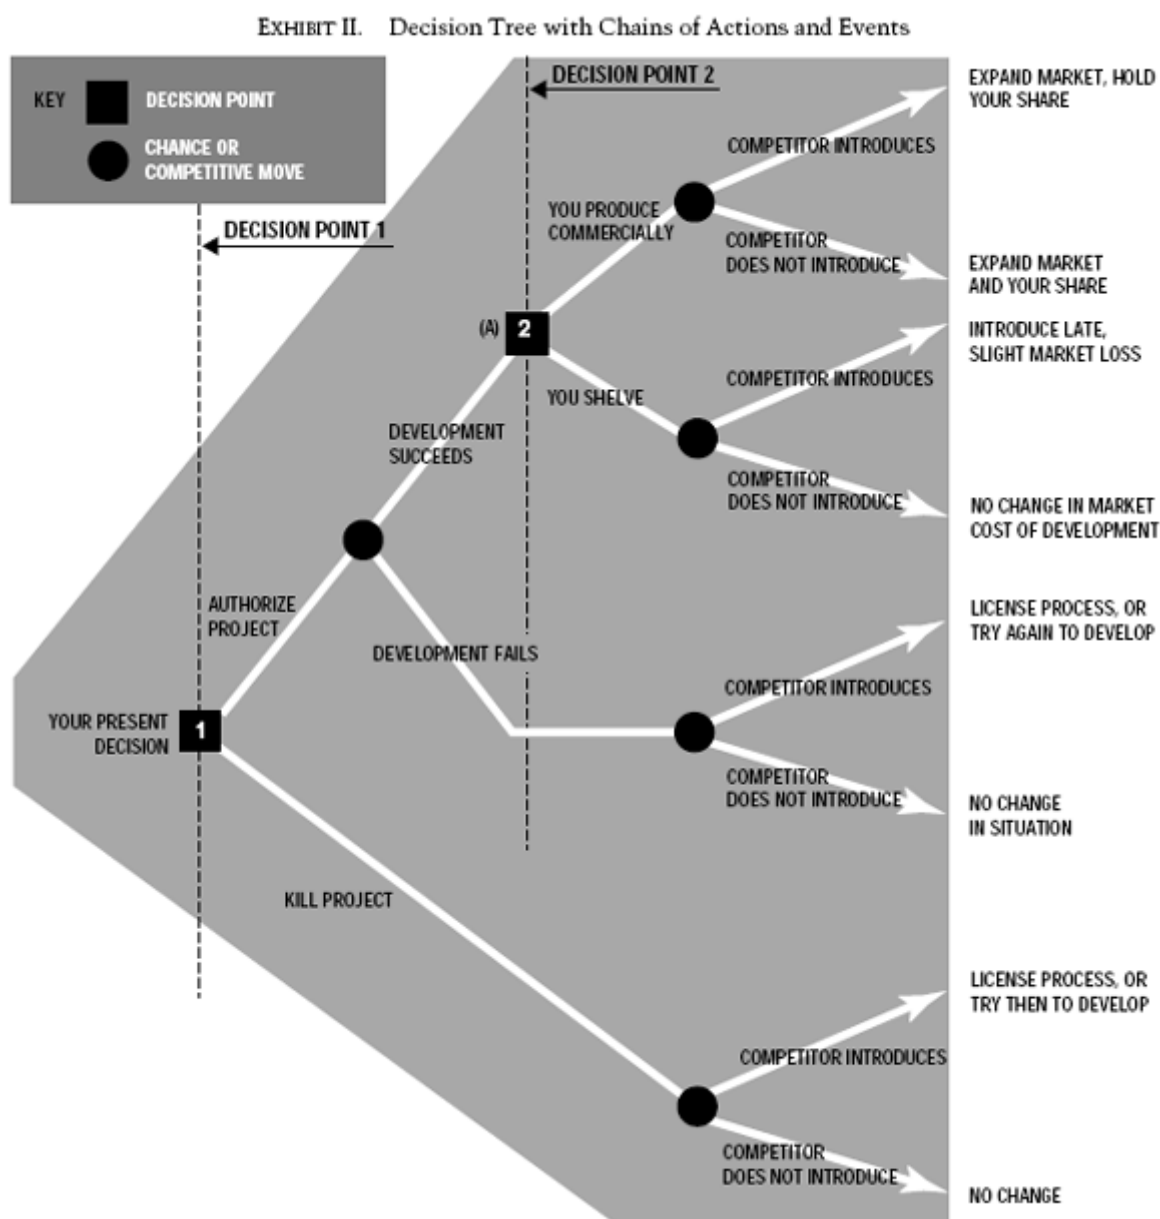 EXHIBIT II. Decision Tree with Chains of Actions and Events
KEY
DECISION POINT
CHANCE OR
COMPETITIVE MOVE
DECISION POINT 1
DECISION POINT 2
YOUR PRESENT
DECISION
1
AUTHORIZE
PROJECT
KILL PROJECT
DEVELOPMENT
SUCCEEDS
DEVELOPMENT FAILS
(A)
2
YOU PRODUCE
COMMERCIALLY
YOU SHELVE
COMPETITOR INTRODUCES
EXPAND MARKET, HOLD
YOUR SHARE
COMPETITOR
DOES NOT INTRODUCE
EXPAND MARKET
AND YOUR SHARE
COMPETITOR INTRODUCES
INTRODUCE LATE,
SLIGHT MARKET LOSS
COMPETITOR
DOES NOT INTRODUCE
NO CHANGE IN MARKET
COST OF DEVELOPMENT
COMPETITOR INTRODUCES
LICENSE PROCESS, OR
TRY AGAIN TO DEVELOP
COMPETITOR
DOES NOT INTRODUCE
NO CHANGE
IN SITUATION
COMPETITOR INTRODUCES
LICENSE PROCESS, OR
TRY THEN TO DEVELOP
COMPETITOR
DOES NOT INTRODUCE
NO CHANGE